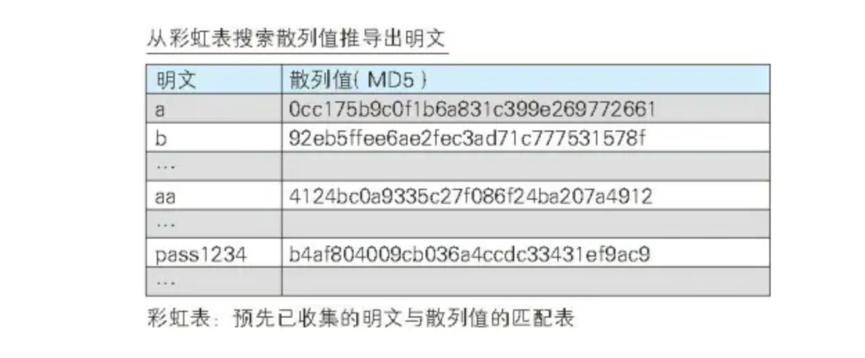 从彩虹表搜索散列值推导出明文
明文 散列值( MD5 )
a 0cc175b9c0f1b6a831c399e269772661
b 92eb5ffee6ae2fec3ad71c777531578f
…
aa 4124bc0a9335c27f086f24ba207a4912
…
pass1234 b4af804009cb036a4ccdc33431ef9ac9
…
彩虹表：预先已收集的明文与散列值的匹配表